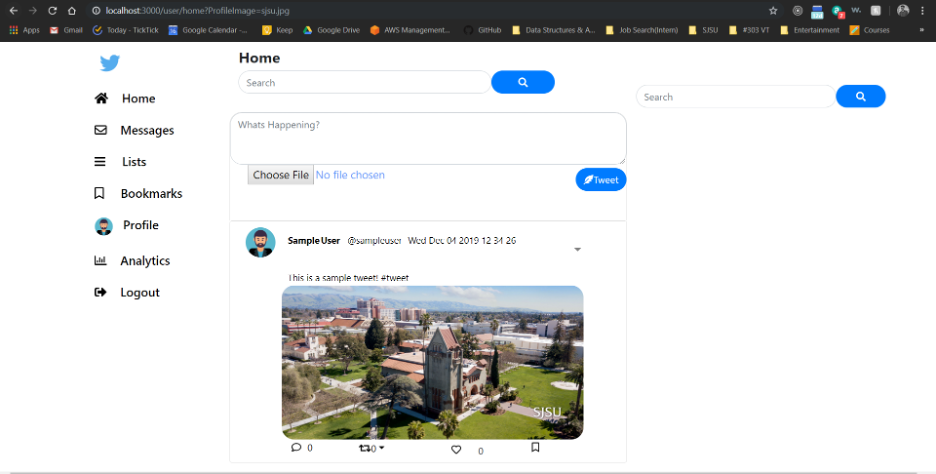 localhost:3000/user/home?ProfileImage=sjsu.jpg
Apps Gmail Today - TickTick Google Calendar -... Keep Google Drive AWS Management... GitHub Data Structures & A... Job Search(Intern) SJSU #303 VT Entertainment Courses »
Home
Search
Search
Home
Messages
Lists
Bookmarks
Profile
Analytics
Logout
Whats Happening?
Choose File No file chosen
Tweet
Sample User @sampleuser Wed Dec 04 2019 12 34 26
This is a sample tweet! #tweet
SJSU
0 0 0